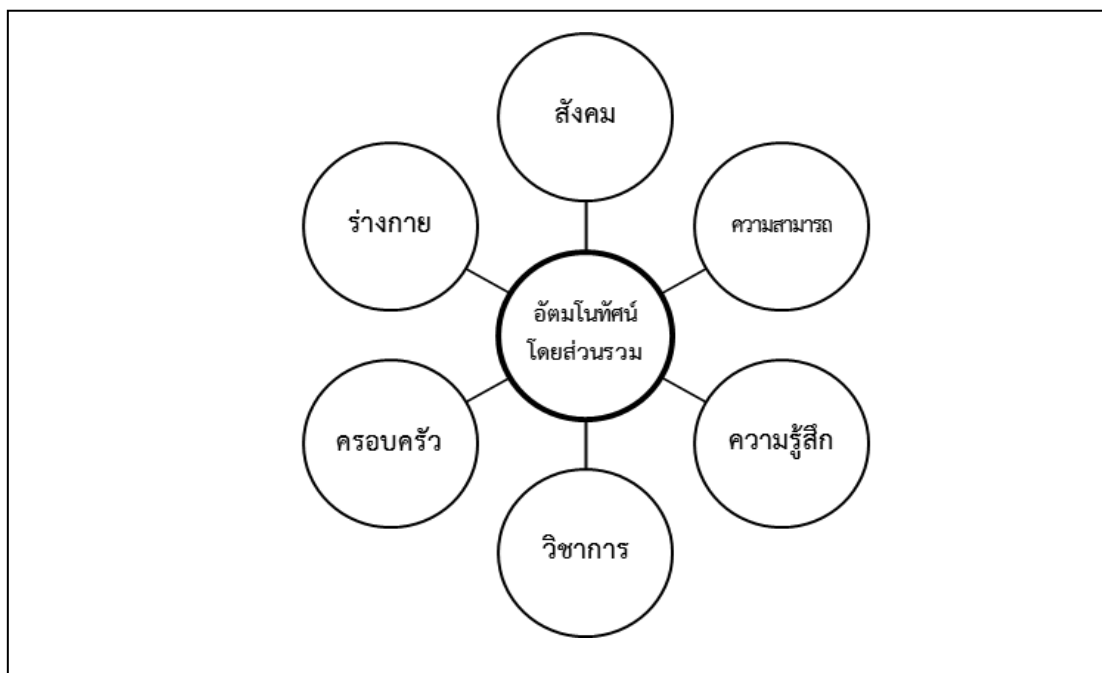 สังคม
ร่างกาย
ความสามารถ
อัตมโนทัศน์
โดยส่วนรวม
ครอบครัว
ความรู้สึก
วิชาการ